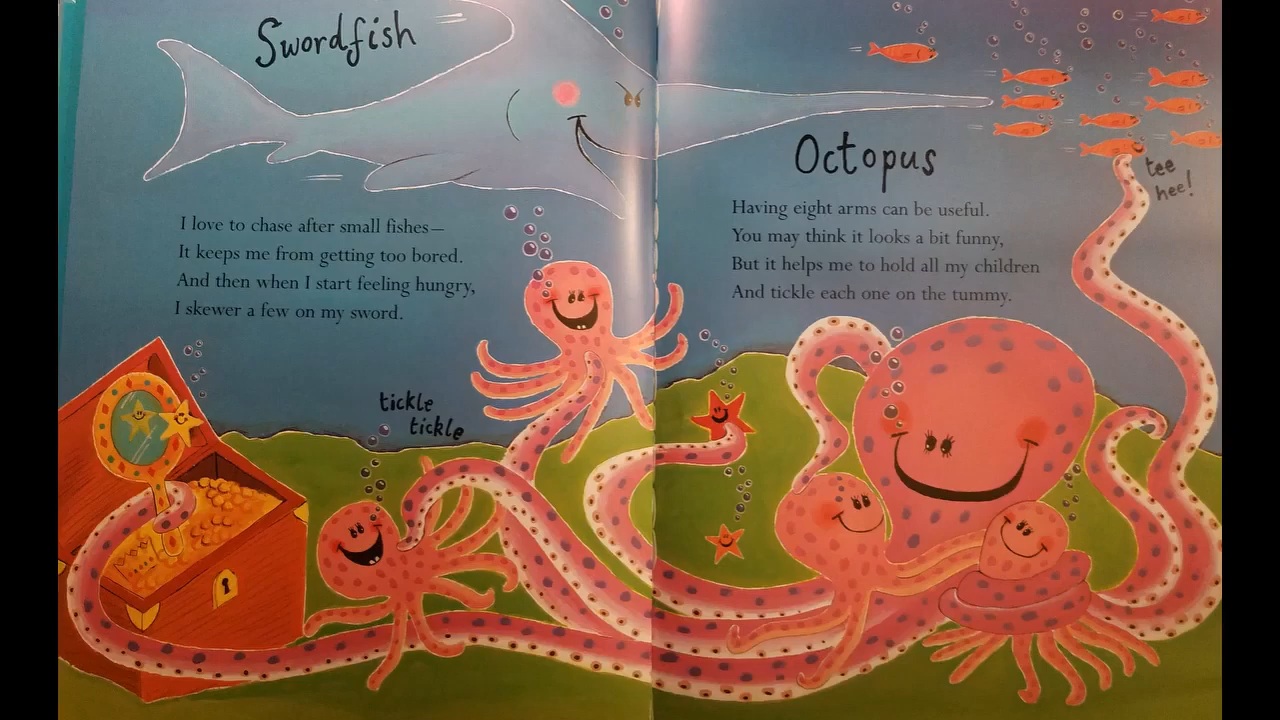 Swordfish
I love to chase after small fishes—
It keeps me from getting too bored.
And then when I start feeling hungry,
I skewer a few on my sword.
tickle
tickle
Octopus
Having eight arms can be useful.
You may think it looks a bit funny,
But it helps me to hold all my children
And tickle each one on the tummy.
tee
hee!